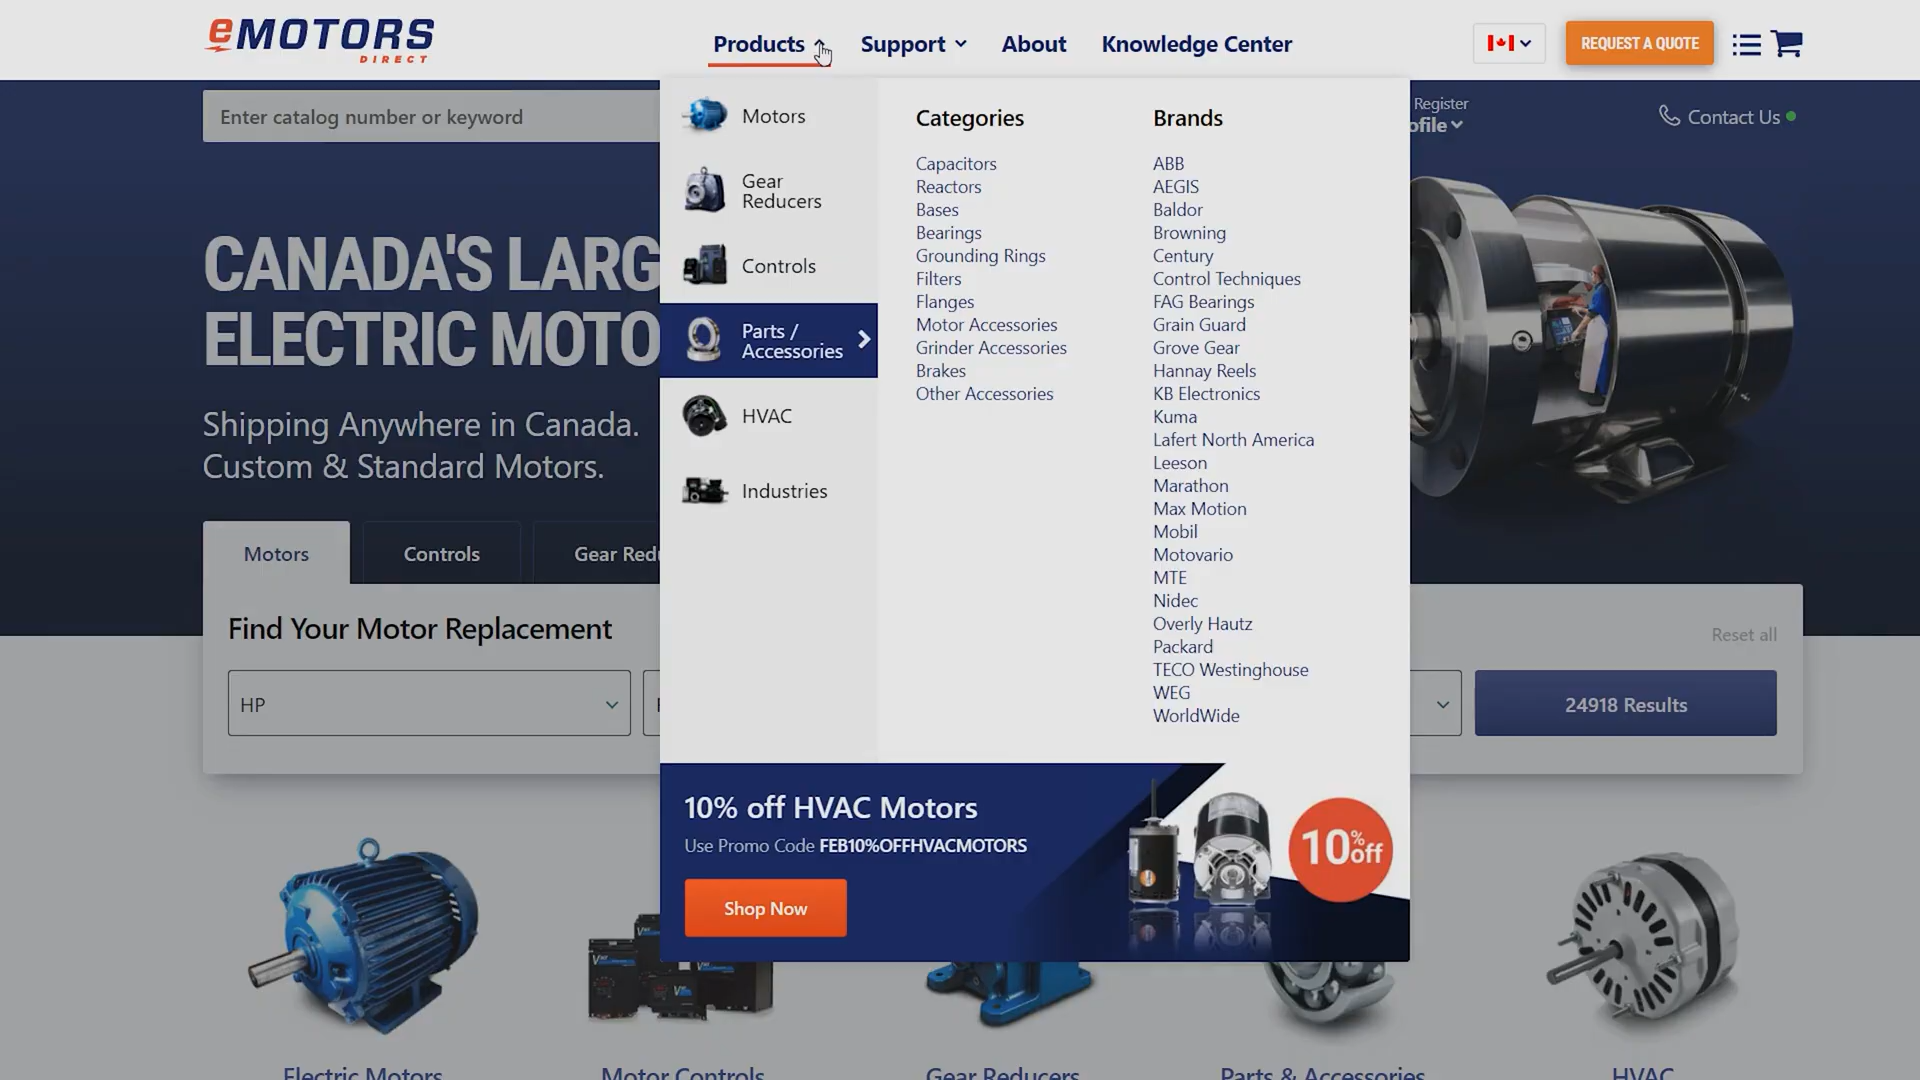 eMOTORS
DIRECT
Products
Support
About
Knowledge Center
REQUEST A QUOTE
Enter catalog number or keyword
Register
Contact Us
Motors
Gear
Reducers
Controls
Parts /
Accessories
HVAC
Industries
Categories
Capacitors
Reactors
Bases
Bearings
Grounding Rings
Filters
Flanges
Motor Accessories
Grinder Accessories
Brakes
Other Accessories
Brands
ABB
AEGIS
Baldor
Browning
Century
Control Techniques
FAG Bearings
Grain Guard
Grove Gear
Hannay Reels
KB Electronics
Kuma
Lafert North America
Leeson
Marathon
Max Motion
Mobil
Motovario
MTE
Nidec
Overly Hautz
Packard
TECO Westinghouse
WEG
WorldWide
CANADA'S LARG
ELECTRIC MOTO
Shipping Anywhere in Canada.
Custom & Standard Motors.
Motors
Controls
Gear Redu
Find Your Motor Replacement
Reset all
HP
24918 Results
10% off HVAC Motors
Use Promo Code FEB10%OFFHVACMOTORS
Shop Now
10% off
Electric Motors
Motor Controls
Gear Reducers
Parts & Accessories
HVAC